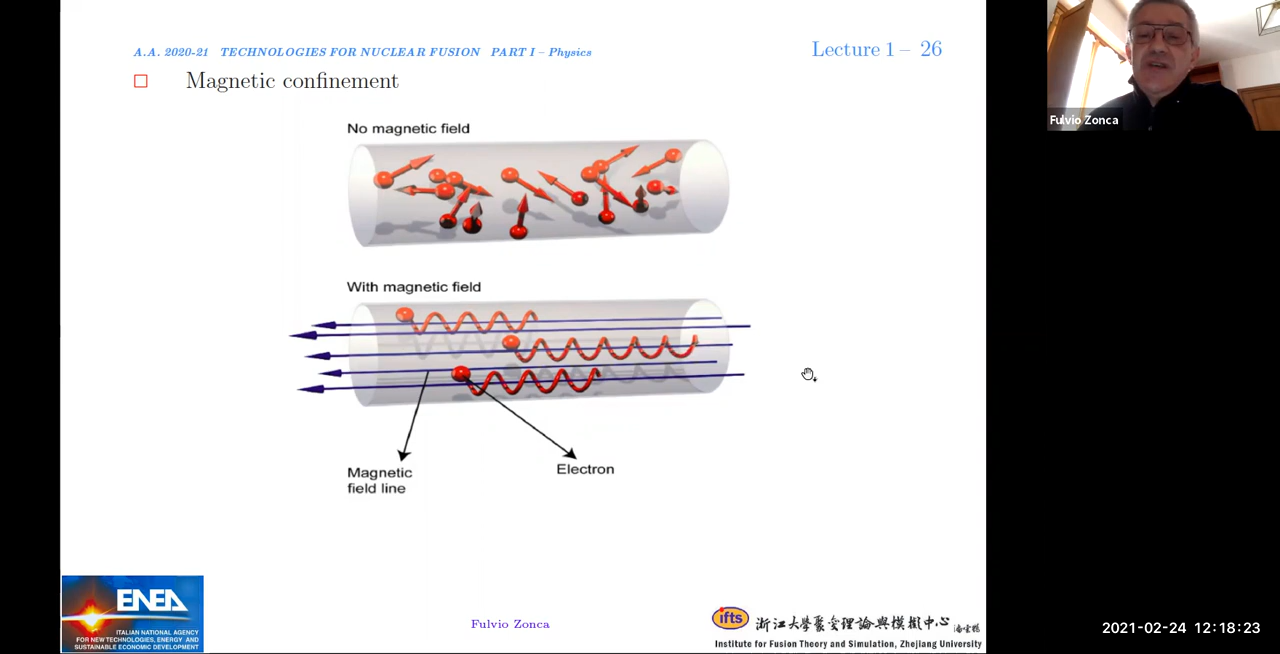 A.A. 2020-21 TECHNOLOGIES FOR NUCLEAR FUSION PART I – Physics
Lecture 1 – 26
Magnetic confinement
No magnetic field
With magnetic field
Magnetic
field line
Electron
ENEA
ITALIAN NATIONAL AGENCY
FOR NEW TECHNOLOGIES, ENERGY AND
SUSTAINABLE ECONOMIC DEVELOPMENT
Fulvio Zonca
ifts
浙江大學聚变理論與模擬中心
Institute for Fusion Theory and Simulation, Zhejiang University
Fulvio Zonca
2021-02-24 12:18:23